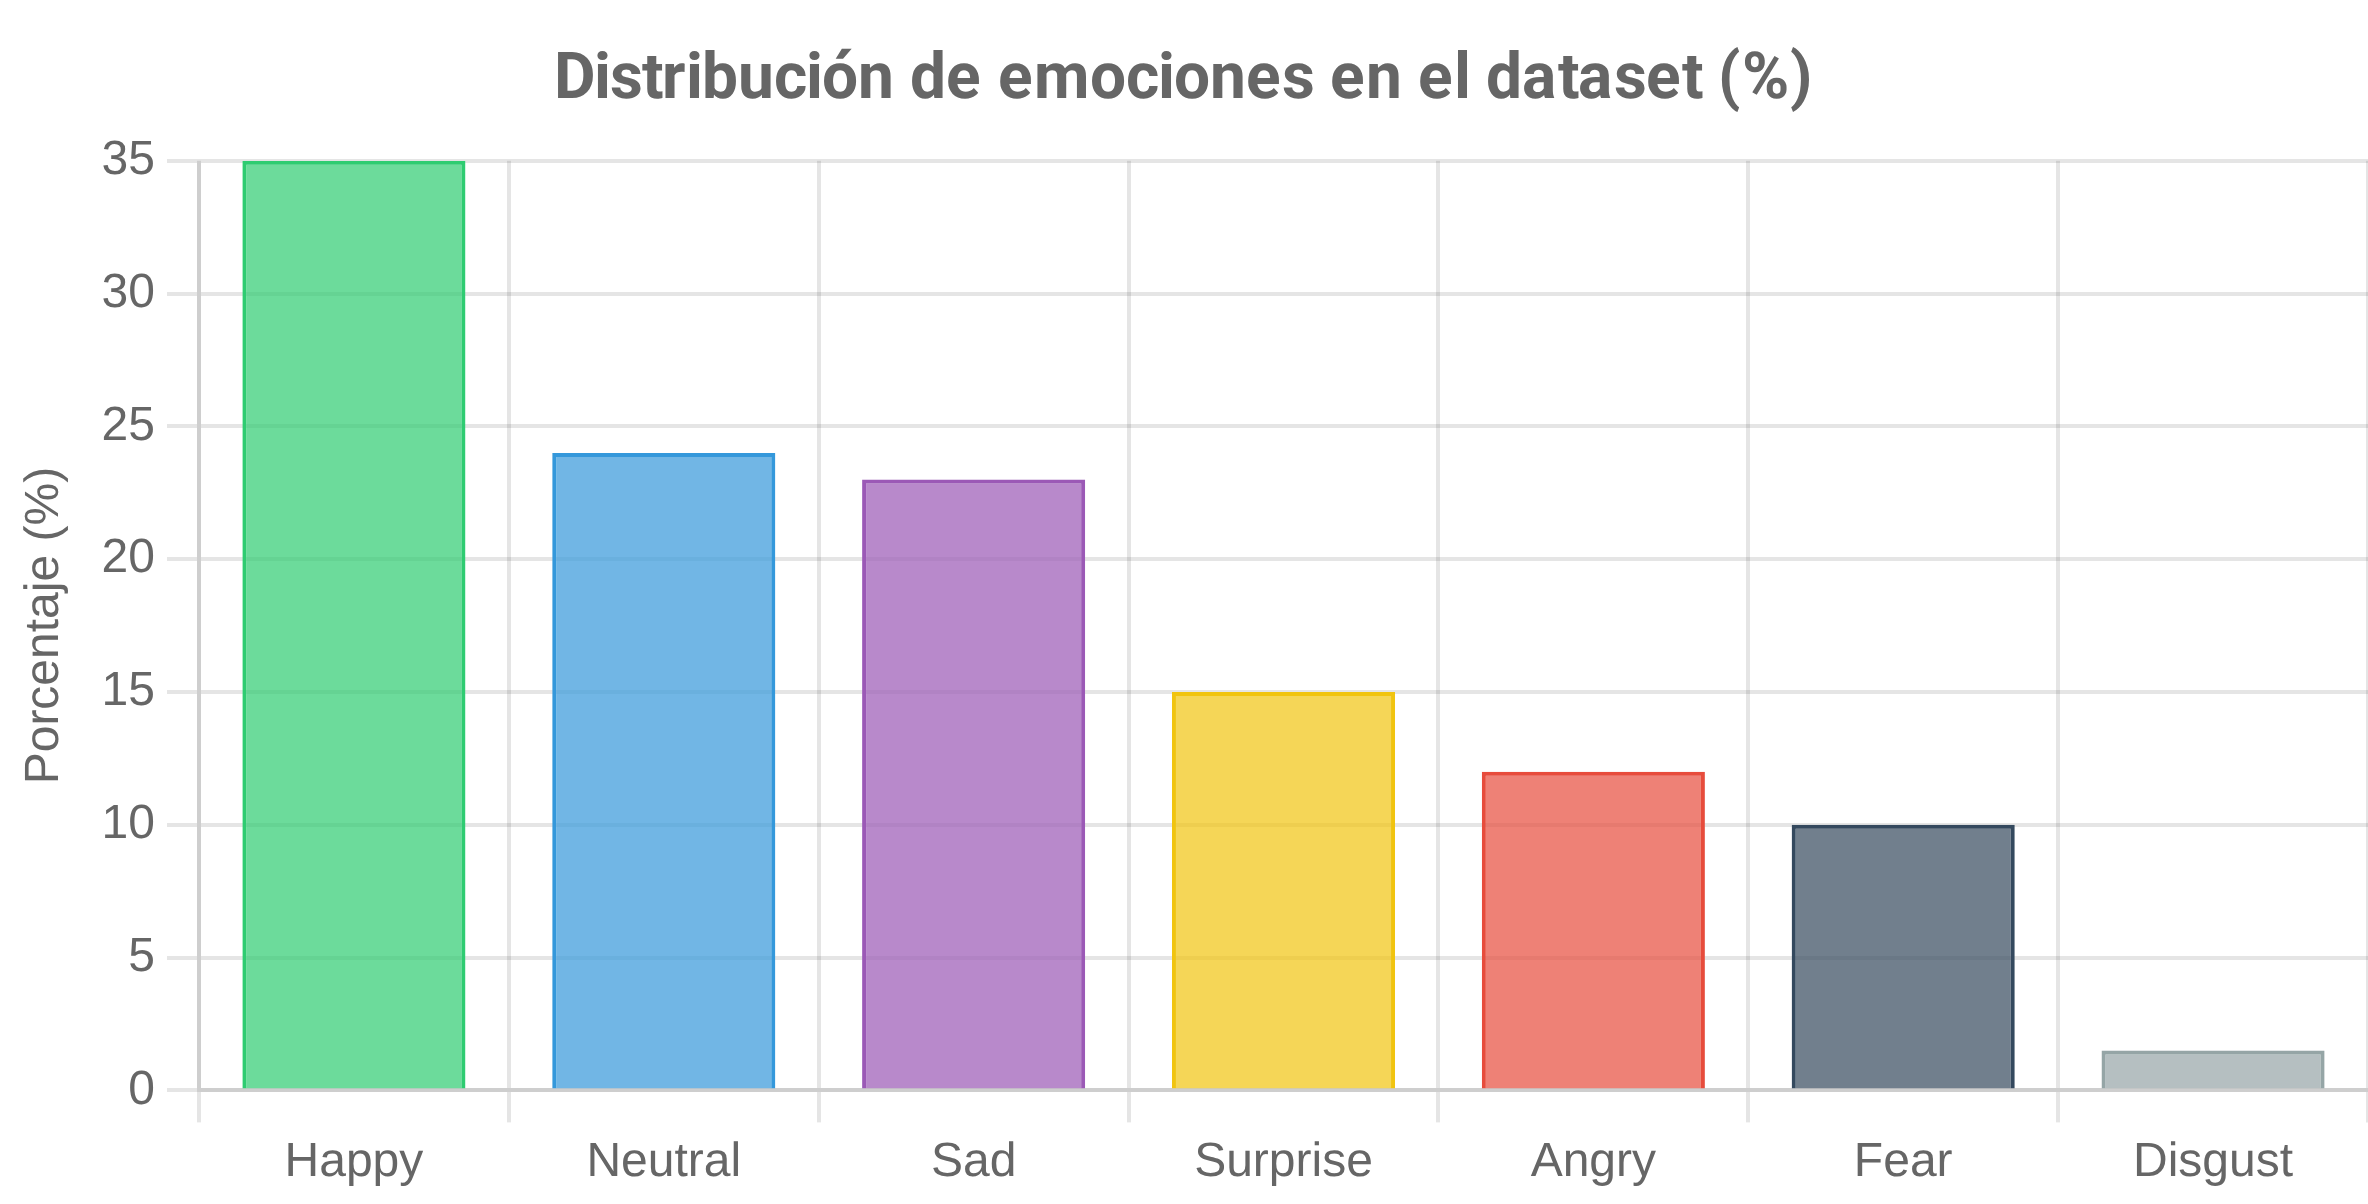 Distribución de emociones en el dataset (%)
Porcentaje (%)
35
30
25
20
15
10
5
0
Happy Neutral Sad Surprise Angry Fear Disgust